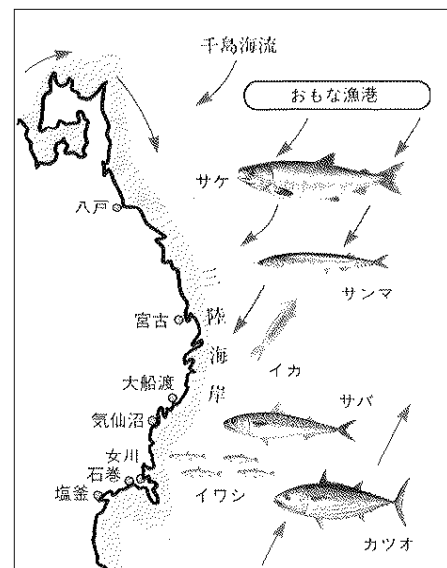 千島海流
おもな漁港
サケ
八戸
サンマ
三陸海岸
宮古
イカ
大船渡
サバ
気仙沼
女川
石巻
イワシ
塩釜
カツオ